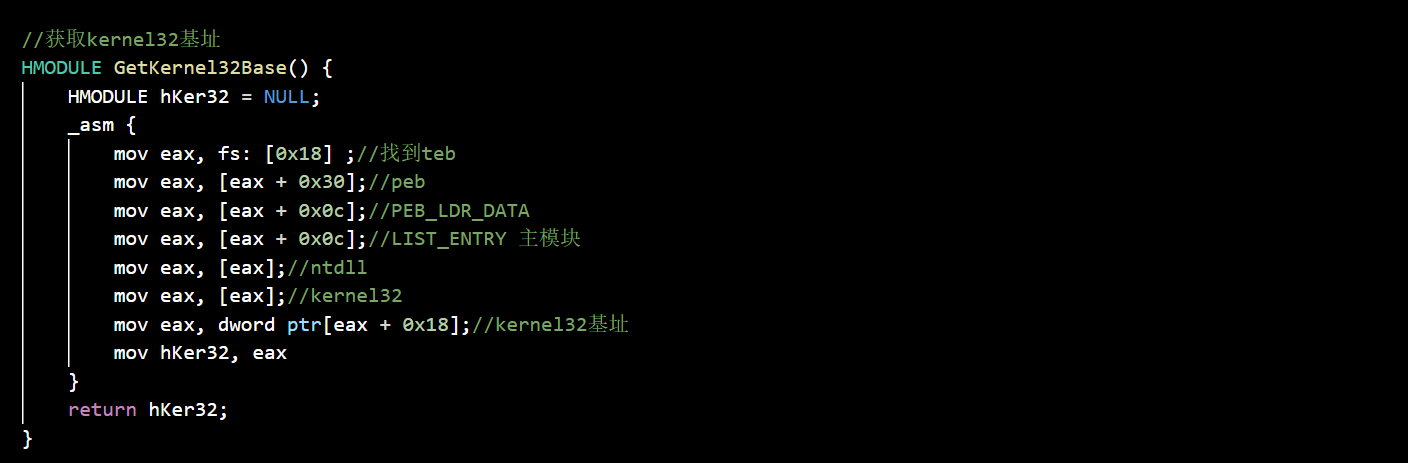 //获取kernel32基址
HMODULE GetKernel32Base() {
    HMODULE hKer32 = NULL;
    _asm {
        mov eax, fs: [0x18] ;//找到teb
        mov eax, [eax + 0x30];//peb
        mov eax, [eax + 0x0c];//PEB_LDR_DATA
        mov eax, [eax + 0x0c];//LIST_ENTRY 主模块
        mov eax, [eax];//ntdll
        mov eax, [eax];//kernel32
        mov eax, dword ptr[eax + 0x18];//kernel32基址
        mov hKer32, eax
    }
    return hKer32;
}